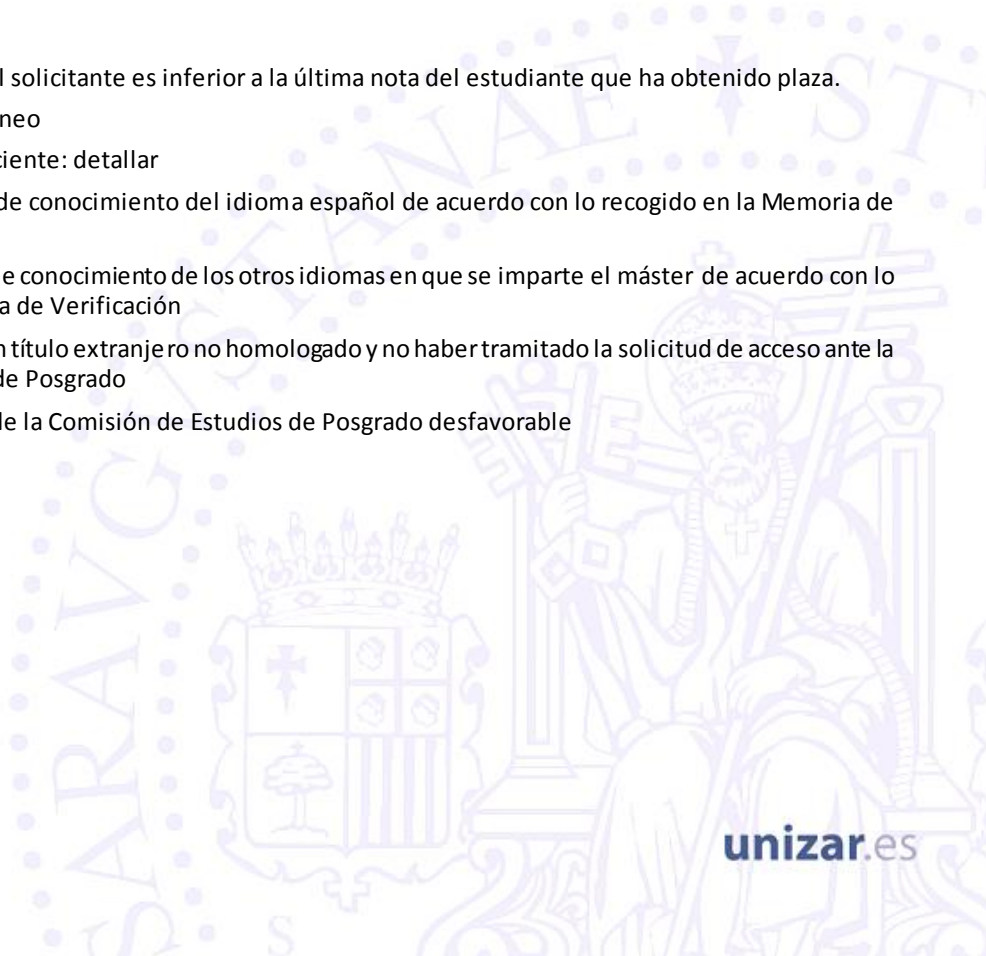 l solicitante es inferior a la última nota del estudiante que ha obtenido plaza.
neo
ciente: detallar
de conocimiento del idioma español de acuerdo con lo recogido en la Memoria de
e conocimiento de los otros idiomas en que se imparte el máster de acuerdo con lo
a de Verificación
n título extranjero no homologado y no haber tramitado la solicitud de acceso ante la
de Posgrado
de la Comisión de Estudios de Posgrado desfavorable
SARAVGVSTANAE ST
S
unizar.es